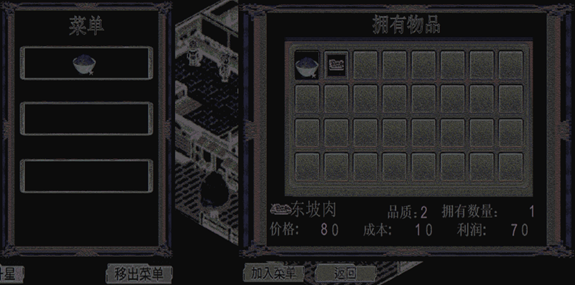 菜单
拥有物品
东坡肉 品质:2 拥有数量: 1
价格: 80 成本: 10 利润: 70
计星 移出菜单 加入菜单 返回